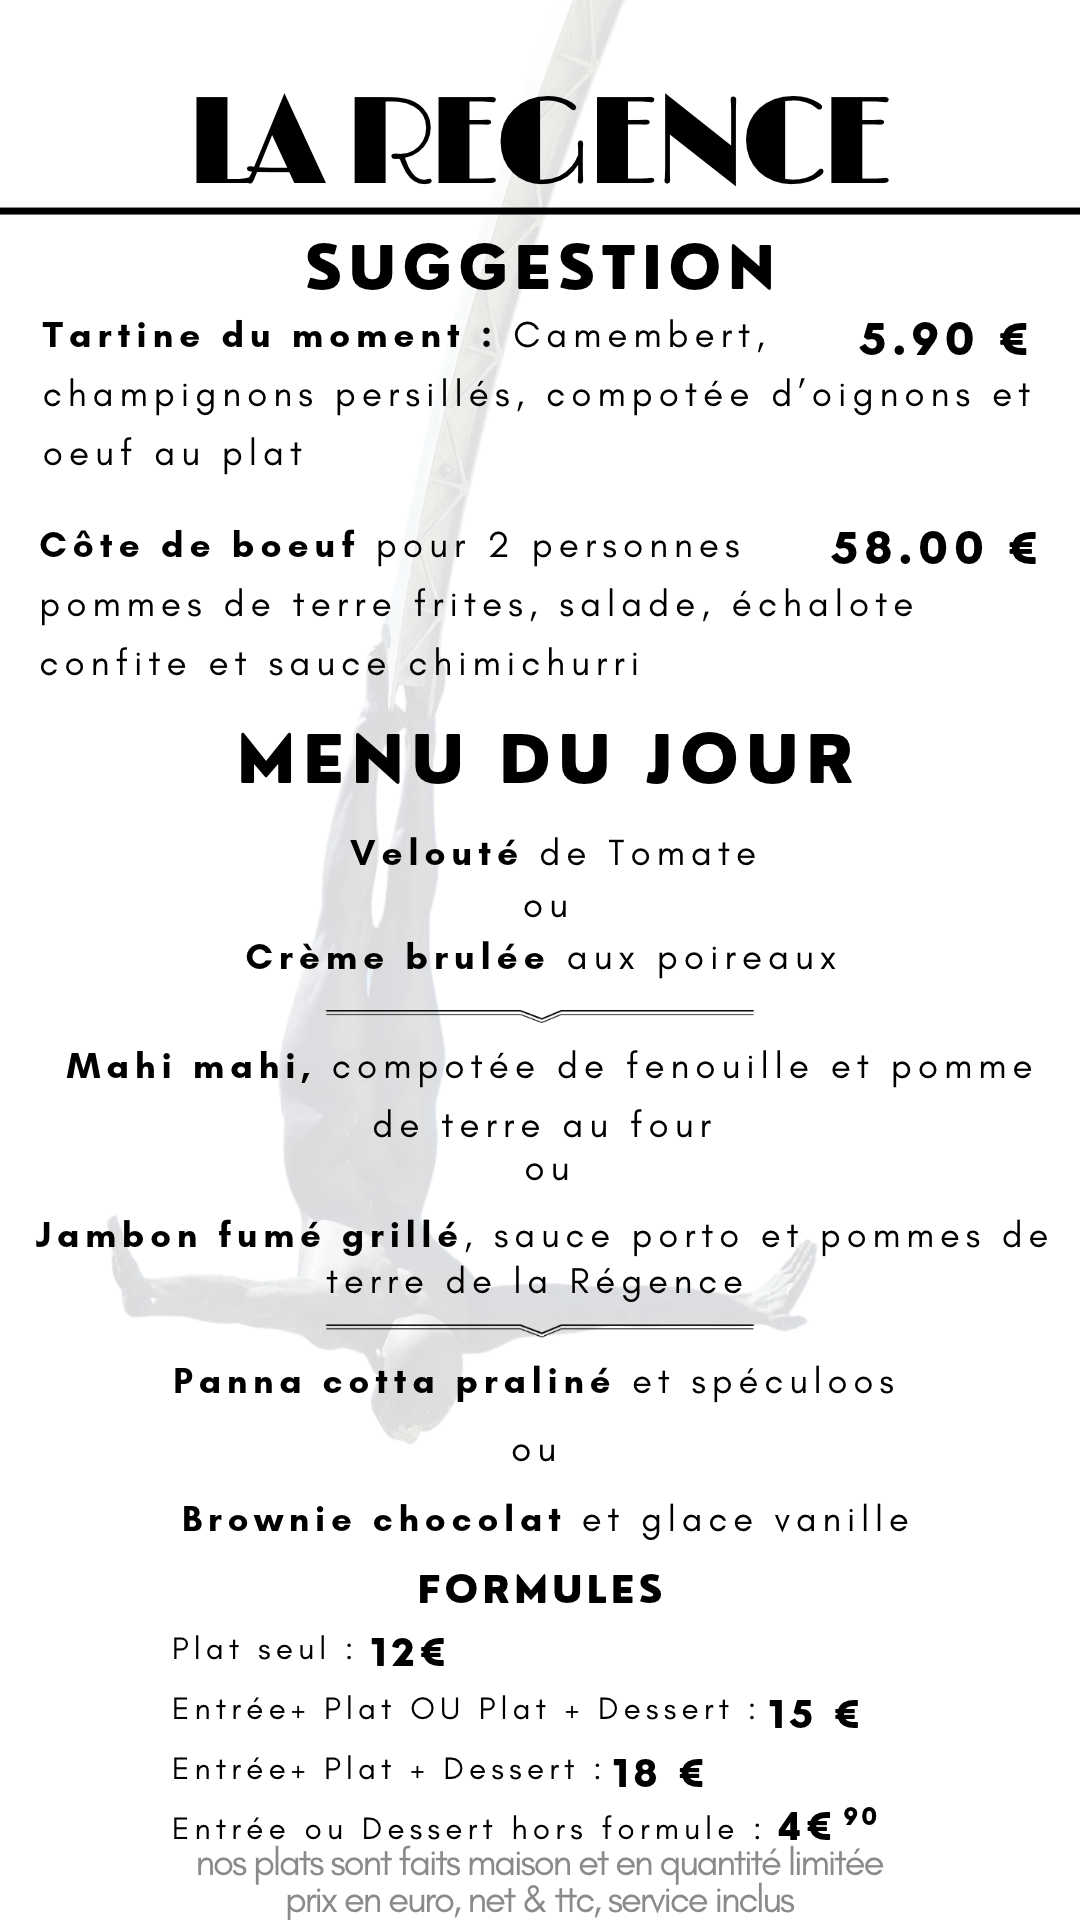 LA REGENCE
SUGGESTION
Tartine du moment : Camembert, 5.90 €
champignons persillés, compotée d’oignons et
oeuf au plat
Côte de boeuf pour 2 personnes 58.00 €
pommes de terre frites, salade, échalote
confite et sauce chimichurri
MENU DU JOUR
Velouté de Tomate
ou
Crème brulée aux poireaux
Mahi mahi, compotée de fenouille et pomme
de terre au four
ou
Jambon fumé grillé, sauce porto et pommes de
terre de la Régence
Panna cotta praliné et spéculoos
ou
Brownie chocolat et glace vanille
FORMULES
Plat seul : 12€
Entrée+ Plat OU Plat + Dessert : 15 €
Entrée+ Plat + Dessert : 18 €
Entrée ou Dessert hors formule : 4€ 90
nos plats sont faits maison et en quantité limitée
prix en euro, net & ttc, service inclus